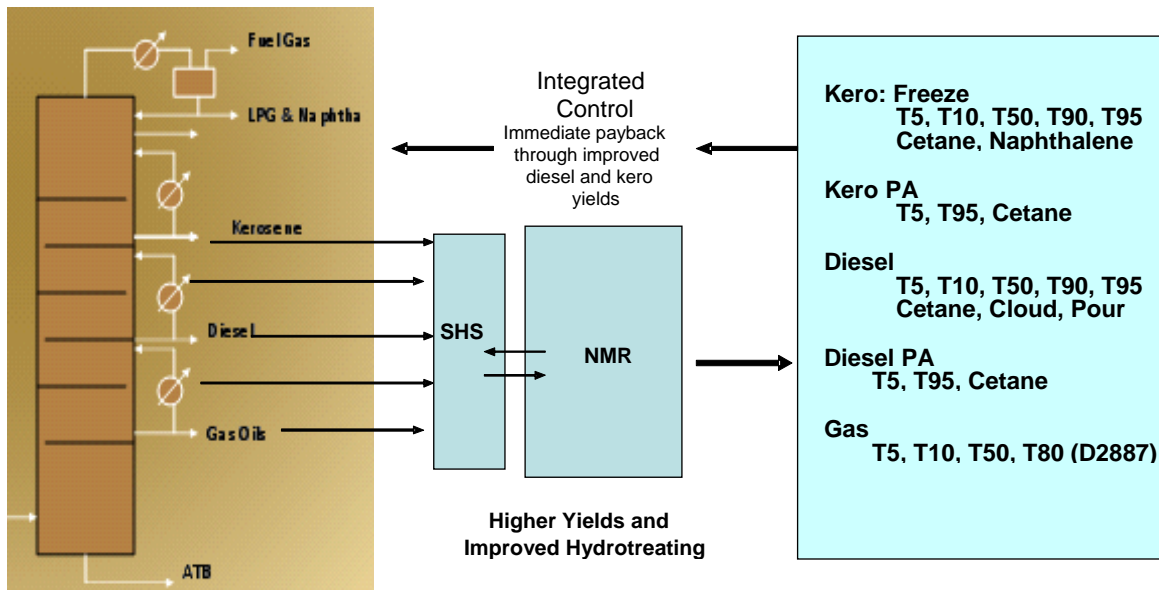 Fuel Gas
LPG & Naphtha
Kerosene
Diesel
Gas Oils
ATB
Integrated
Control
Immediate payback
through improved
diesel and kero
yields
SHS
NMR
Higher Yields and
Improved Hydrotreating
Kero: Freeze
T5, T10, T50, T90, T95
Cetane, Naphthalene
Kero PA
T5, T95, Cetane
Diesel
T5, T10, T50, T90, T95
Cetane, Cloud, Pour
Diesel PA
T5, T95, Cetane
Gas
T5, T10, T50, T80 (D2887)